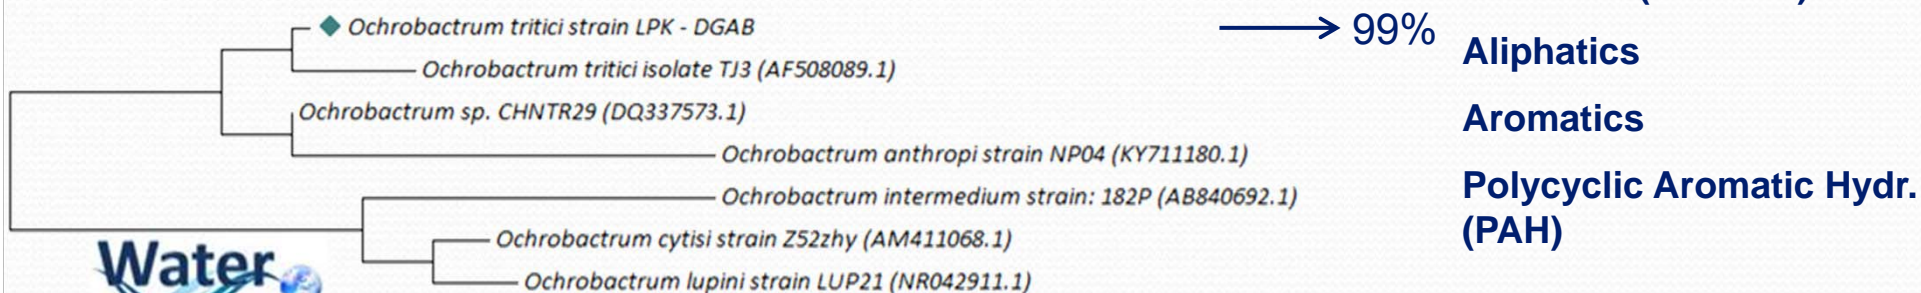 Ochrobactrum tritici strain LPK - DGAB
99%
Ochrobactrum tritici isolate TJ3 (AF508089.1)
Ochrobactrum sp. CHNTR29 (DQ337573.1)
Ochrobactrum anthropi strain NP04 (KY711180.1)
Ochrobactrum intermedium strain: 182P (AB840692.1)
Ochrobactrum cytisi strain Z52zhy (AM411068.1)
Ochrobactrum lupini strain LUP21 (NR042911.1)
Aliphatics
Aromatics
Polycyclic Aromatic Hydr.
(PAH)
Water